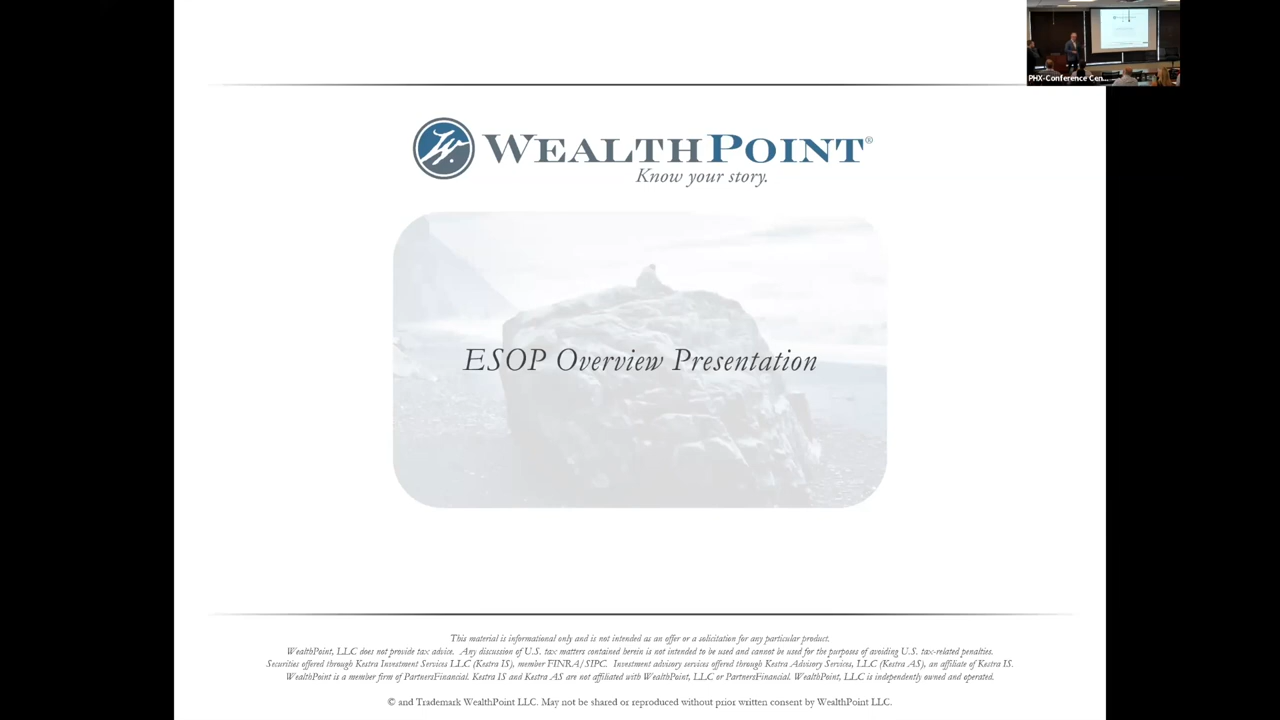 PHX-Conference Cen...
WEALTHPOINT®
Know your story.
ESOP Overview Presentation
This material is informational only and is not intended as an offer or a solicitation for any particular product.
WealthPoint, LLC does not provide tax advice. Any discussion of U.S. tax matters contained herein is not intended to be used and cannot be used for the purposes of avoiding U.S. tax-related penalties.
Securities offered through Kestra Investment Services LLC (Kestra IS), member FINRA/SIPC. Investment advisory services offered through Kestra Advisory Services, LLC (Kestra AS), an affiliate of Kestra IS.
WealthPoint is a member firm of PartnersFinancial. Kestra IS and Kestra AS are not affiliated with WealthPoint, LLC or PartnersFinancial. WealthPoint, LLC is independently owned and operated.
© and Trademark WealthPoint LLC. May not be shared or reproduced without prior written consent by WealthPoint LLC.